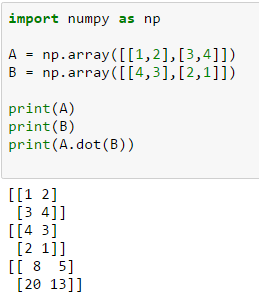 import numpy as np
A = np.array([[1,2],[3,4]])
B = np.array([[4,3],[2,1]])
print(A)
print(B)
print(A.dot(B))
[[1 2]
 [3 4]]
[[4 3]
 [2 1]]
[[ 8  5]
 [20 13]]